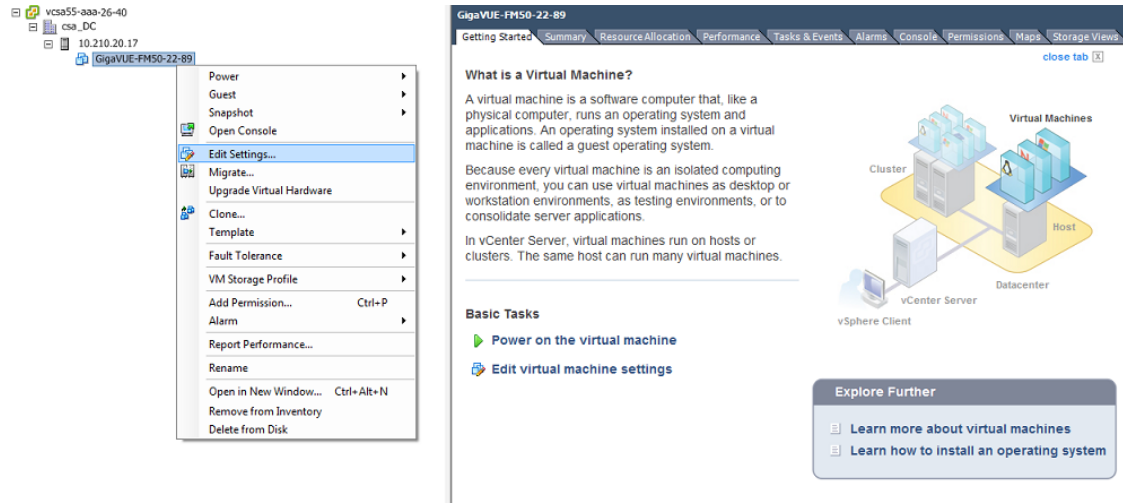 vcsa55-aaa-26-40
csa_DC
10.210.20.17
GigaVUE-FM50-22-89
Power
Guest
Snapshot
Open Console
Edit Settings...
Migrate...
Upgrade Virtual Hardware
Clone...
Template
Fault Tolerance
VM Storage Profile
Add Permission... Ctrl+P
Alarm
Report Performance...
Rename
Open in New Window... Ctrl+Alt+N
Remove from Inventory
Delete from Disk
GigaVUE-FM50-22-89
Getting Started Summary Resource Allocation Performance Tasks & Events Alarms Console Permissions Maps Storage Views
close tab X
What is a Virtual Machine?
A virtual machine is a software computer that, like a
physical computer, runs an operating system and
applications. An operating system installed on a virtual
machine is called a guest operating system.
Because every virtual machine is an isolated computing
environment, you can use virtual machines as desktop or
workstation environments, as testing environments, or to
consolidate server applications.
In vCenter Server, virtual machines run on hosts or
clusters. The same host can run many virtual machines.
Basic Tasks
Power on the virtual machine
Edit virtual machine settings
Virtual Machines
Cluster
Host
Datacenter
vCenter Server
vSphere Client
Explore Further
Learn more about virtual machines
Learn how to install an operating system